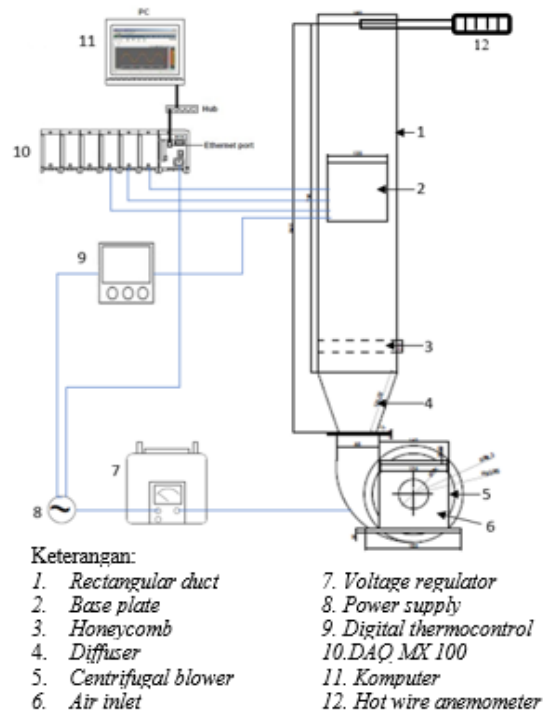 PC
11
Hub
Ethernet port
10
12
1
2
9
3
4
7
5
8
6
Keterangan:
1. Rectangular duct
2. Base plate
3. Honeycomb
4. Diffuser
5. Centrifugal blower
6. Air inlet
7. Voltage regulator
8. Power supply
9. Digital thermocontrol
10.DAQ MX 100
11. Komputer
12. Hot wire anemometer